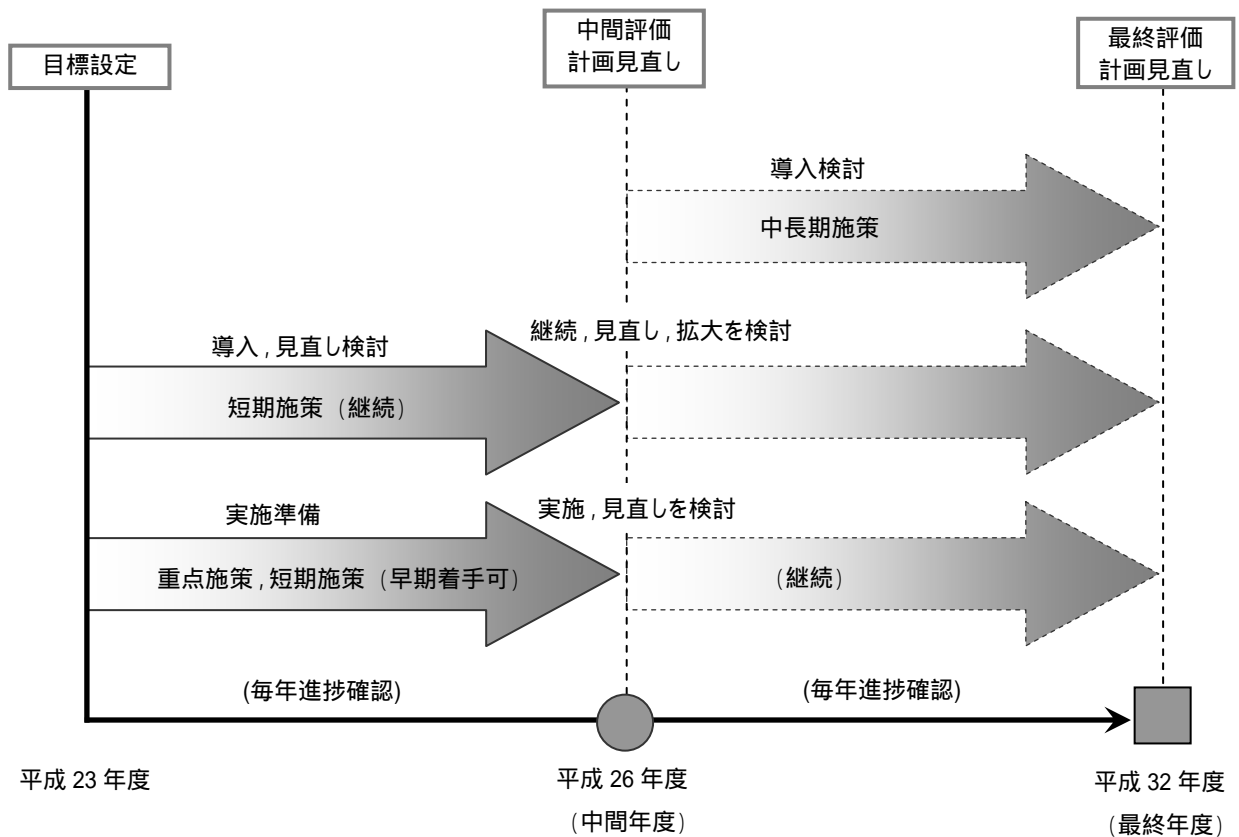 目標設定
中間評価
計画見直し
最終評価
計画見直し
導入検討
中長期施策
導入,見直し検討
継続,見直し,拡大を検討
短期施策(継続)
実施準備
実施,見直しを検討
重点施策,短期施策(早期着手可)
(継続)
(毎年進捗確認)
(毎年進捗確認)
平成 23 年度
平成 26 年度
(中間年度)
平成 32 年度
(最終年度)